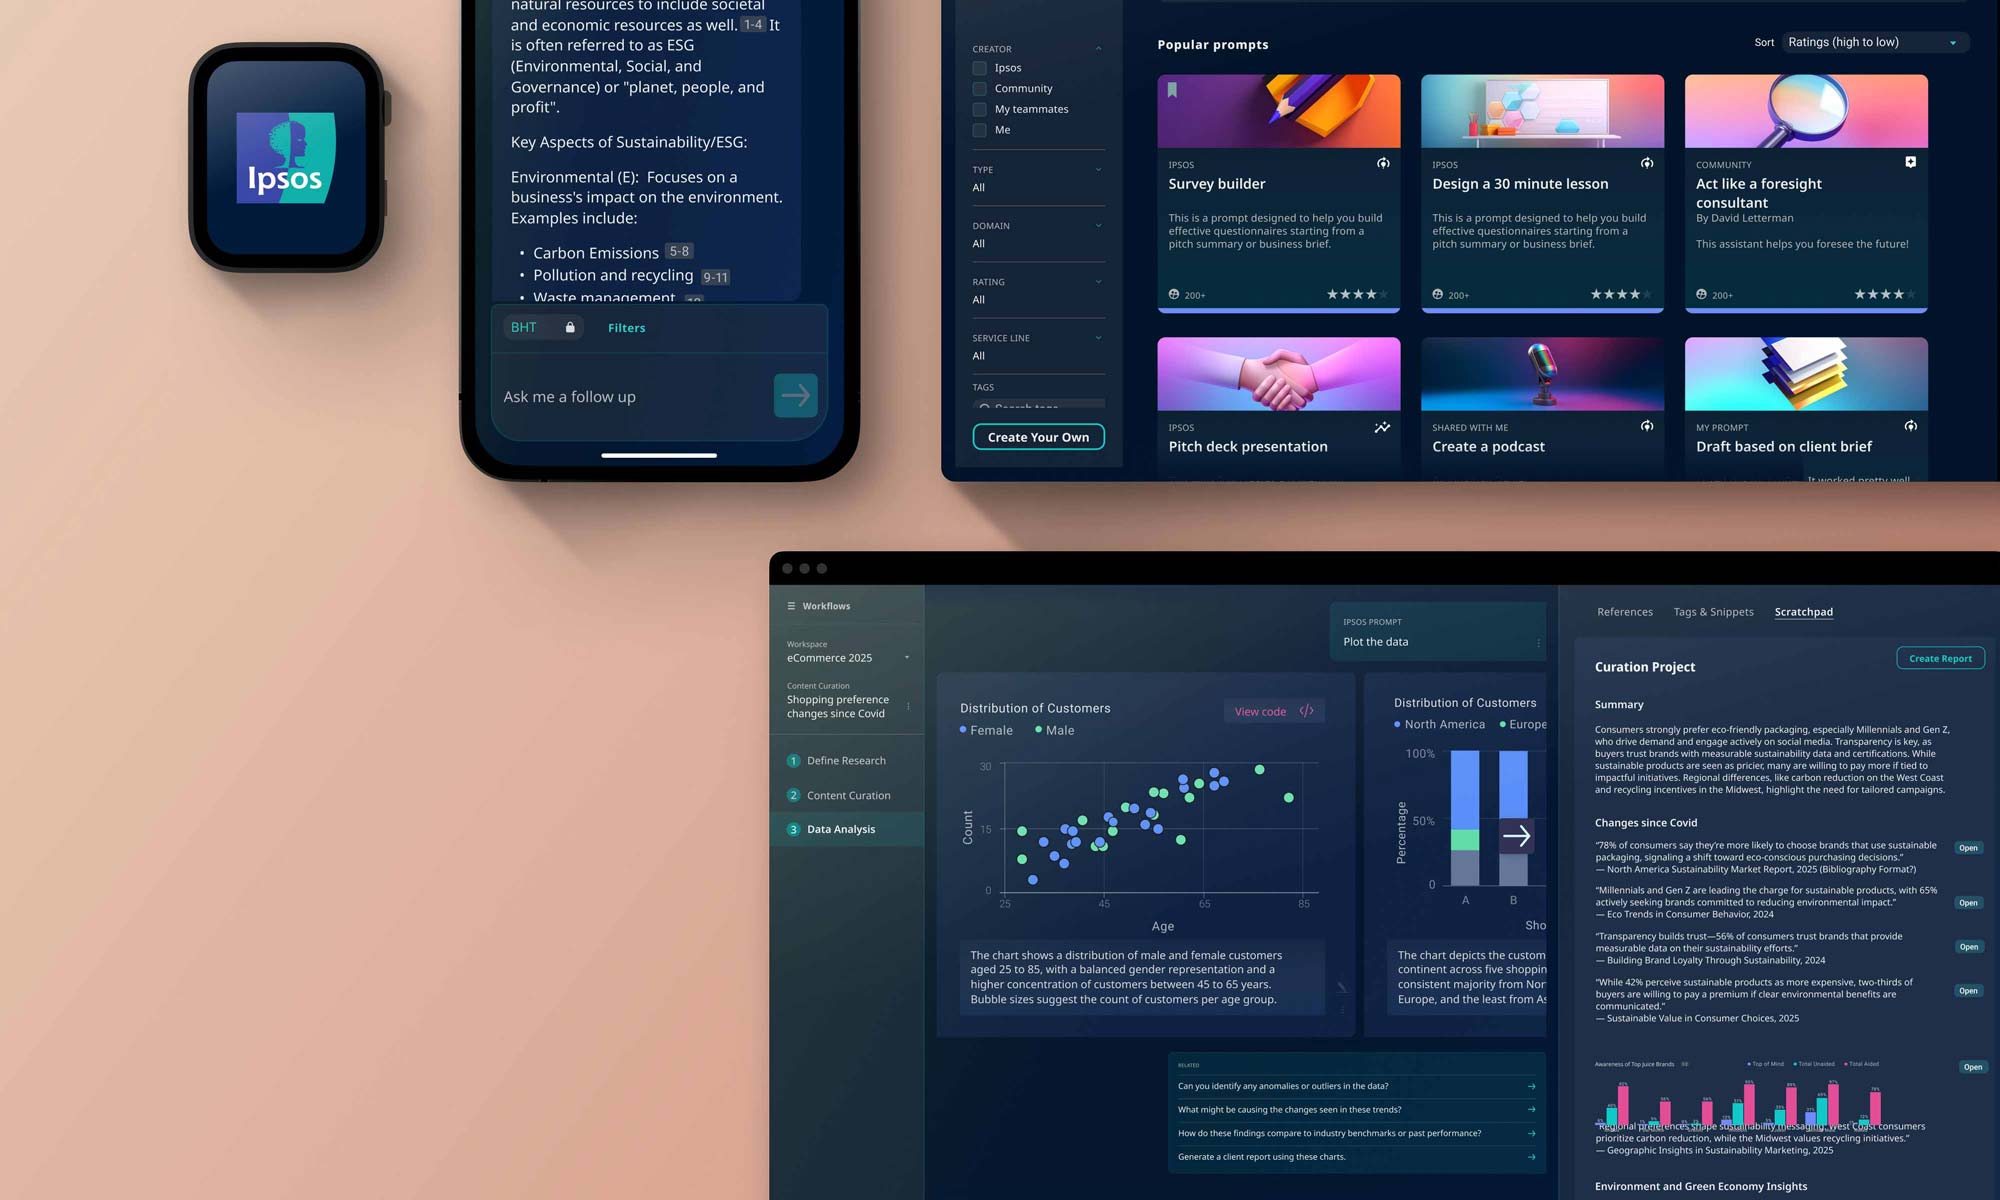 Ipsos
natural resources to include societal
and economic resources as well. 1-4 It
is often referred to as ESG
(Environmental, Social, and
Governance) or "planet, people, and
profit".
Key Aspects of Sustainability/ESG:
Environmental (E): Focuses on a
business's impact on the environment.
Examples include:
• Carbon Emissions 5-8
• Pollution and recycling 9-11
• Waste management
BHT
Filters
Ask me a follow up
CREATOR
Ipsos
Community
My teammates
Me
TYPE
All
DOMAIN
All
RATING
All
SERVICE LINE
All
TAGS
Search tags
Create Your Own
Popular prompts
Sort Ratings (high to low)
IPSOS
Survey builder
This is a prompt designed to help you build
effective questionnaires starting from a
pitch summary or business brief.
200+
IPSOS
Design a 30 minute lesson
This is a prompt designed to help you build
effective questionnaires starting from a
pitch summary or business brief.
200+
COMMUNITY
Act like a foresight
consultant
By David Letterman
This assistant helps you foresee the future!
200+
IPSOS
Pitch deck presentation
SHARED WITH ME
Create a podcast
MY PROMPT
Draft based on client brief
It worked pretty well
Workflows
Workspace
eCommerce 2025
Content Curation
Shopping preference
changes since Covid
1 Define Research
2 Content Curation
3 Data Analysis
IPSOS PROMPT
Plot the data
Distribution of Customers
View code </>
Female Male
30
15
0
Count
25 45 65 85
Age
The chart shows a distribution of male and female customers
aged 25 to 85, with a balanced gender representation and a
higher concentration of customers between 45 to 65 years.
Bubble sizes suggest the count of customers per age group.
Distribution of Customers
North America Europe
100%
50%
0
Percentage
A B
Sho
The chart depicts the custom
continent across five shoppin
consistent majority from Nor
Europe, and the least from As
RELATED
Can you identify any anomalies or outliers in the data?
What might be causing the changes seen in these trends?
How do these findings compare to industry benchmarks or past performance?
Generate a client report using these charts.
References Tags & Snippets Scratchpad
Create Report
Curation Project
Summary
Consumers strongly prefer eco-friendly packaging, especially Millennials and Gen Z,
who drive demand and engage actively on social media. Transparency is key, as
buyers trust brands with measurable sustainability data and certifications. While
sustainable products are seen as pricier, many are willing to pay more if tied to
impactful initiatives. Regional differences, like carbon reduction on the West Coast
and recycling incentives in the Midwest, highlight the need for tailored campaigns.
Changes since Covid
"78% of consumers say they're more likely to choose brands that use sustainable
packaging, signaling a shift toward eco-conscious purchasing decisions."
— North America Sustainability Market Report, 2025 (Bibliography Format?)
Open
"Millennials and Gen Z are leading the charge for sustainable products, with 65%
actively seeking brands committed to reducing environmental impact."
— Eco Trends in Consumer Behavior, 2024
Open
"Transparency builds trust—56% of consumers trust brands that provide
measurable data on their sustainability efforts."
— Building Brand Loyalty Through Sustainability, 2024
Open
"While 42% perceive sustainable products as more expensive, two-thirds of
buyers are willing to pay a premium if clear environmental benefits are
communicated."
— Sustainable Value in Consumer Choices, 2025
Open
Awareness of Top Juice Brands
Top of Mind Total Unaided Total Aided
Open
"Regional preferences shape sustainability messaging; West Coast consumers
prioritize carbon reduction, while the Midwest values recycling initiatives."
— Geographic Insights in Sustainability Marketing, 2025
Environment and Green Economy Insights